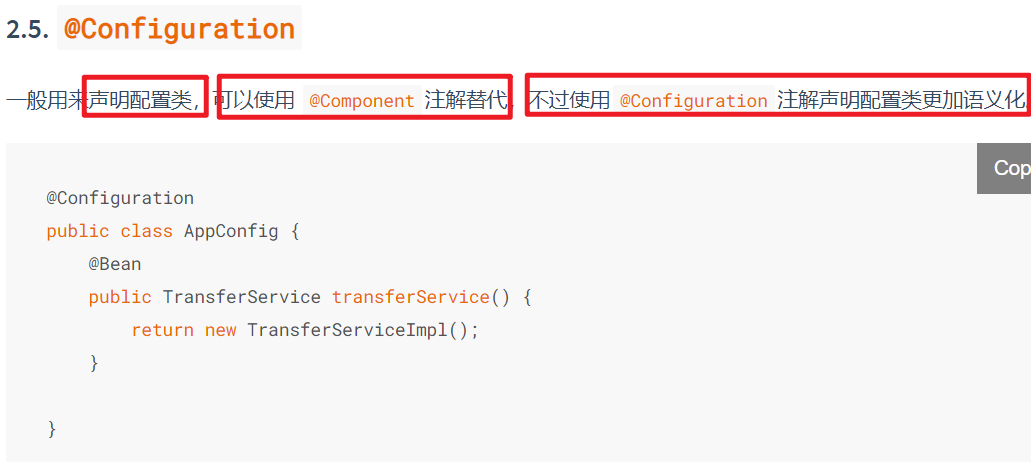 2.5. @Configuration
一般用来声明配置类，可以使用 @Component 注解替代，不过使用 @Configuration 注解声明配置类更加语义化
Cop
@Configuration
public class AppConfig {
@Bean
public TransferService transferService() {
return new TransferServiceImpl();
}
}